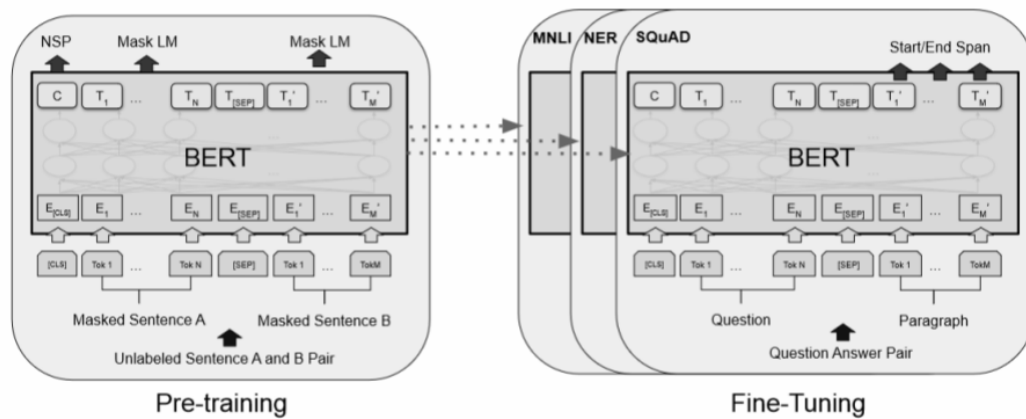 NSP Mask LM Mask LM
C T1 ... TN T[SEP] T1' ... TM'
BERT
E[CLS] E1 ... EN E[SEP] E1' ... EM'
[CLS] Tok 1 ... Tok N [SEP] Tok 1 ... TokM
Masked Sentence A Masked Sentence B
Unlabeled Sentence A and B Pair
Pre-training
MNLI NER SQuAD
Start/End Span
C T1 ... TN T[SEP] T1' ... TM'
BERT
E[CLS] E1 ... EN E[SEP] E1' ... EM'
[CLS] Tok 1 ... Tok N [SEP] Tok 1 ... TokM
Question Paragraph
Question Answer Pair
Fine-Tuning